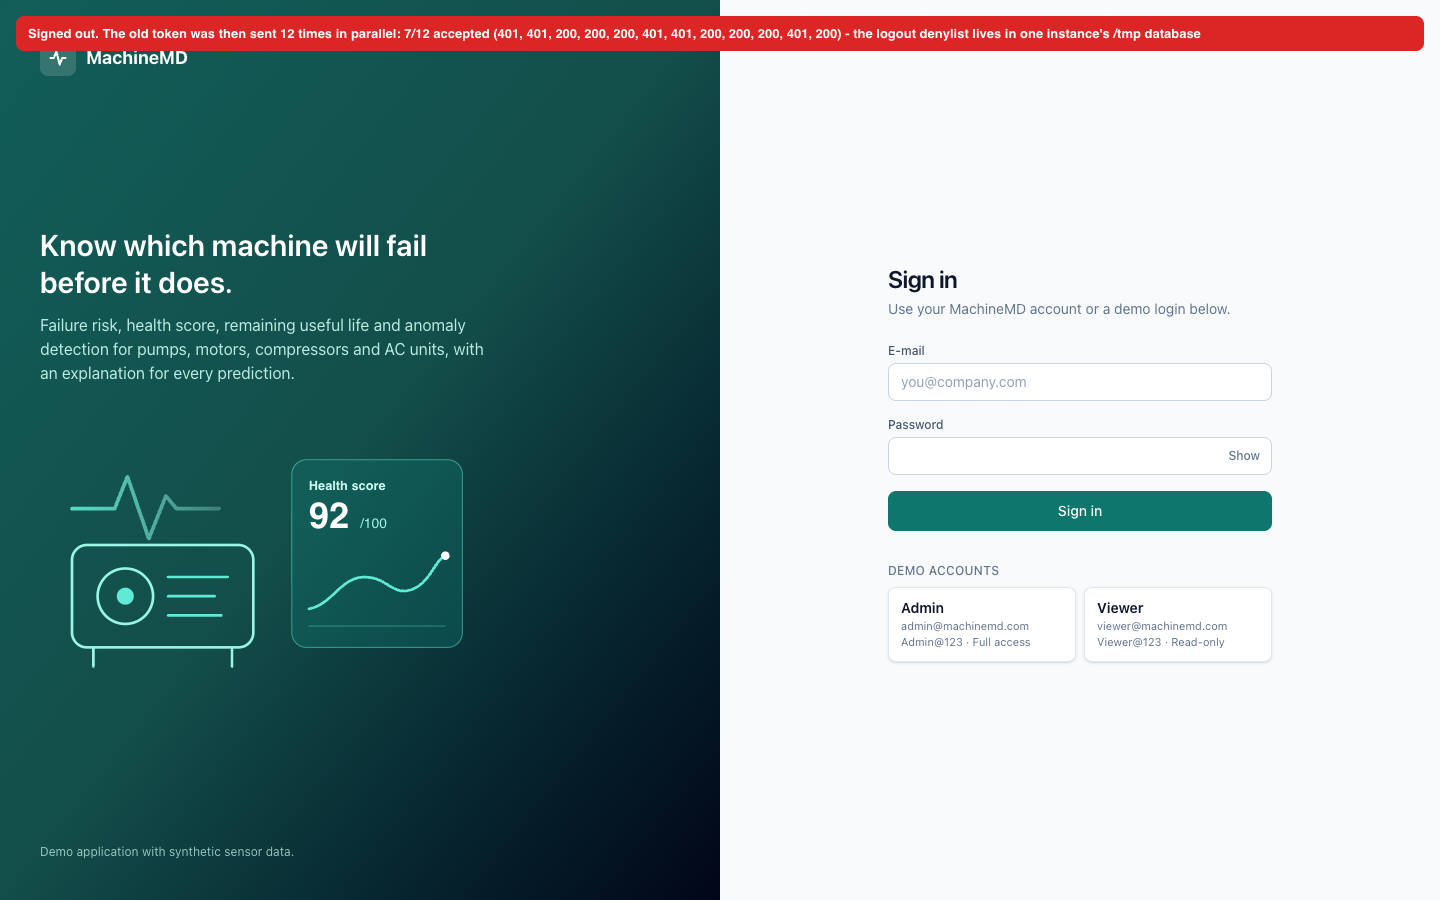 Signed out. The old token was then sent 12 times in parallel: 7/12 accepted (401, 401, 200, 200, 200, 401, 401, 200, 200, 200, 401, 200) - the logout denylist lives in one instance's /tmp database
MachineMD
Know which machine will fail
before it does.
Failure risk, health score, remaining useful life and anomaly
detection for pumps, motors, compressors and AC units, with
an explanation for every prediction.
Health score
92 /100
Demo application with synthetic sensor data.
Sign in
Use your MachineMD account or a demo login below.
E-mail
you@company.com
Password
Show
Sign in
DEMO ACCOUNTS
Admin
admin@machinemd.com
Admin@123 · Full access
Viewer
viewer@machinemd.com
Viewer@123 · Read-only